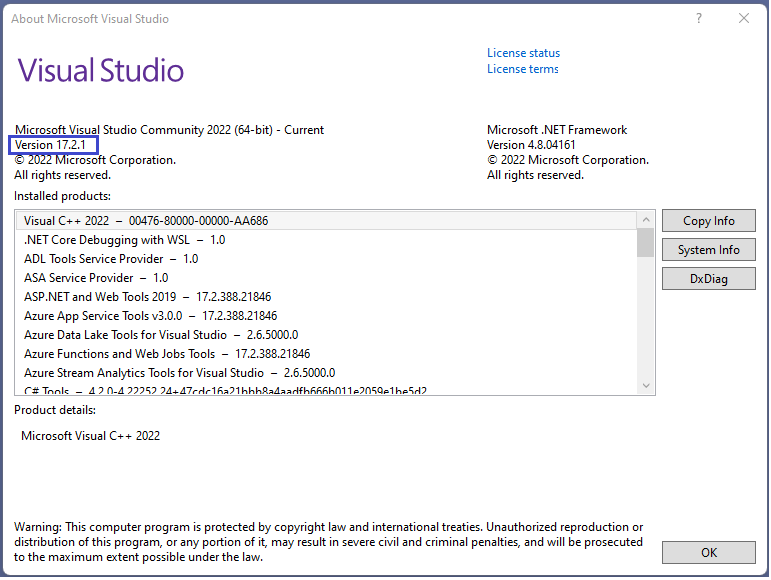 About Microsoft Visual Studio
Visual Studio
License status
License terms
Microsoft Visual Studio Community 2022 (64-bit) - Current
Version 17.2.1
© 2022 Microsoft Corporation.
All rights reserved.
Microsoft .NET Framework
Version 4.8.04161
© 2022 Microsoft Corporation.
All rights reserved.
Installed products:
Visual C++ 2022 – 00476-80000-00000-AA686
.NET Core Debugging with WSL – 1.0
ADL Tools Service Provider – 1.0
ASA Service Provider – 1.0
ASP.NET and Web Tools 2019 – 17.2.388.21846
Azure App Service Tools v3.0.0 – 17.2.388.21846
Azure Data Lake Tools for Visual Studio – 2.6.5000.0
Azure Functions and Web Jobs Tools – 17.2.388.21846
Azure Stream Analytics Tools for Visual Studio – 2.6.5000.0
C# Tools –
Copy Info
System Info
DxDiag
Product details:
Microsoft Visual C++ 2022
Warning: This computer program is protected by copyright law and international treaties. Unauthorized reproduction or
distribution of this program, or any portion of it, may result in severe civil and criminal penalties, and will be prosecuted
to the maximum extent possible under the law.
OK